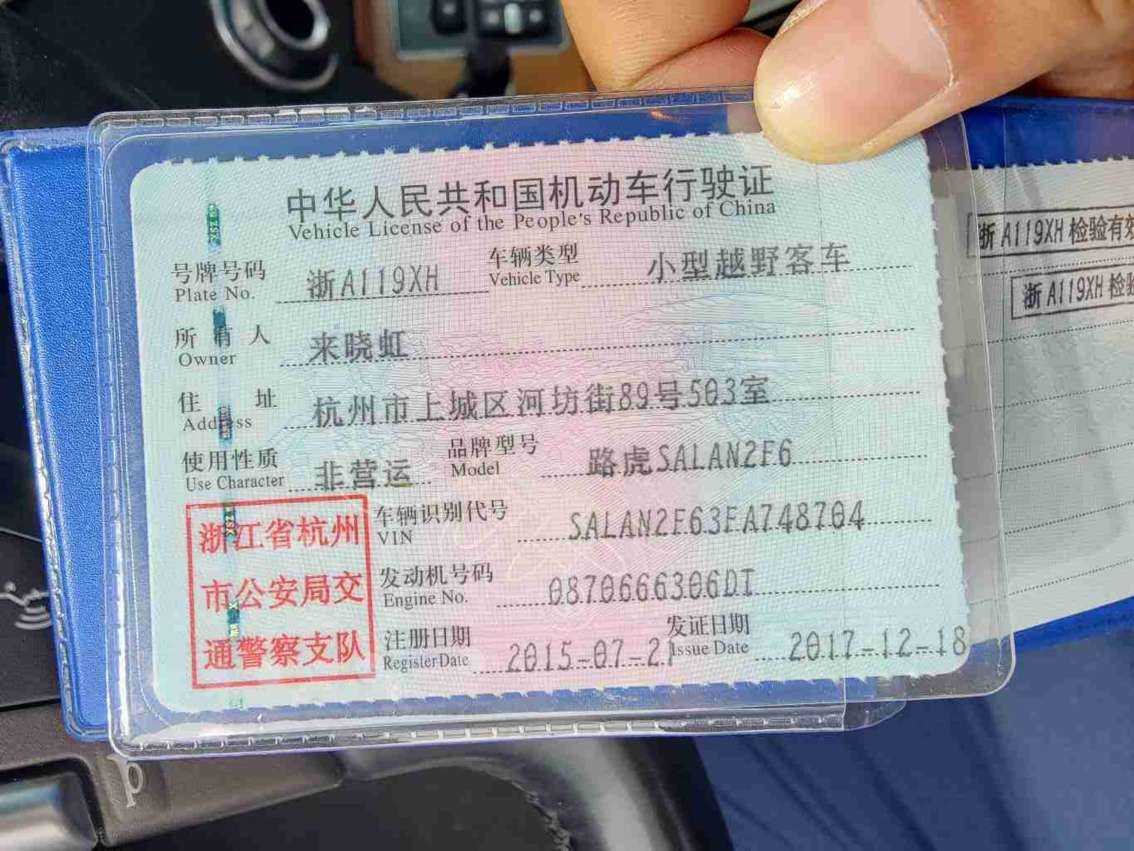 中华人民共和国机动车行驶证
Vehicle License of the People's Republic of China
号牌号码 浙A119XH 车辆类型 小型越野客车
Plate No. Vehicle Type
所有人 来晓虹
Owner
住址 杭州市上城区河坊街89号503室
Address
使用性质 非营运 品牌型号 路虎SALAN2F6
Use Character Model
浙江省杭州
市公安局交
通警察支队
车辆识别代号 SALAN2F63FA748704
VIN
发动机号码 0870666306DT
Engine No.
注册日期 2015-07-21 发证日期 2017-12-18
Register Date Issue Date
浙A119XH检验有效
浙A119XH检验
p